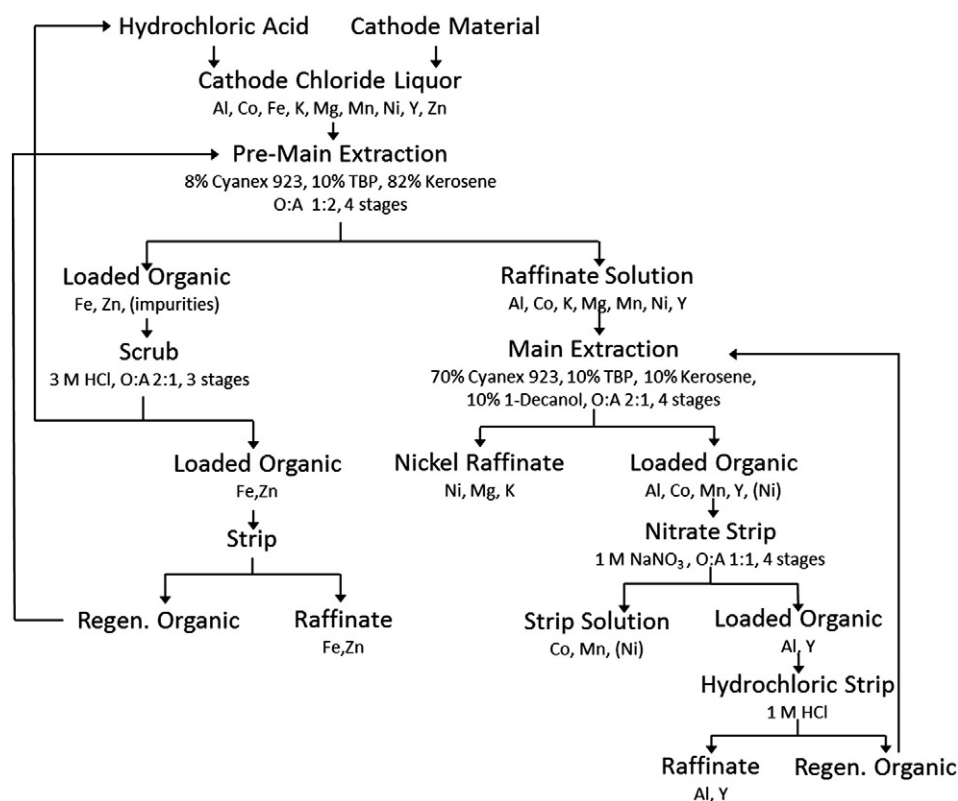 Hydrochloric Acid
Cathode Material
Cathode Chloride Liquor
Al, Co, Fe, K, Mg, Mn, Ni, Y, Zn
Pre-Main Extraction
8% Cyanex 923, 10% TBP, 82% Kerosene
O:A 1:2, 4 stages
Loaded Organic
Fe, Zn, (impurities)
Scrub
3 M HCl, O:A 2:1, 3 stages
Loaded Organic
Fe,Zn
Strip
Regen. Organic
Raffinate
Fe,Zn
Raffinate Solution
Al, Co, K, Mg, Mn, Ni, Y
Main Extraction
70% Cyanex 923, 10% TBP, 10% Kerosene,
10% 1-Decanol, O:A 2:1, 4 stages
Nickel Raffinate
Ni, Mg, K
Loaded Organic
Al, Co, Mn, Y, (Ni)
Nitrate Strip
1 M NaNO₃ , O:A 1:1, 4 stages
Strip Solution
Co, Mn, (Ni)
Loaded Organic
Al, Y
Hydrochloric Strip
1 M HCl
Raffinate
Al, Y
Regen. Organic